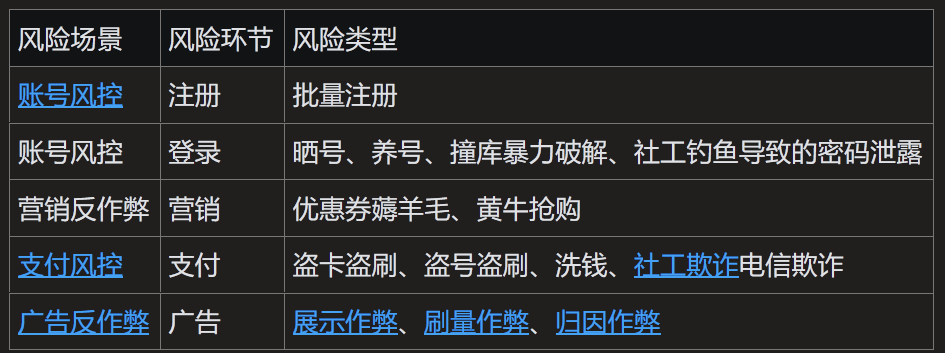 风险场景 风险环节 风险类型
账号风控 注册 批量注册
账号风控 登录 晒号、养号、撞库暴力破解、社工钓鱼导致的密码泄露
营销反作弊 营销 优惠券薅羊毛、黄牛抢购
支付风控 支付 盗卡盗刷、盗号盗刷、洗钱、社工欺诈电信欺诈
广告反作弊 广告 展示作弊、刷量作弊、归因作弊